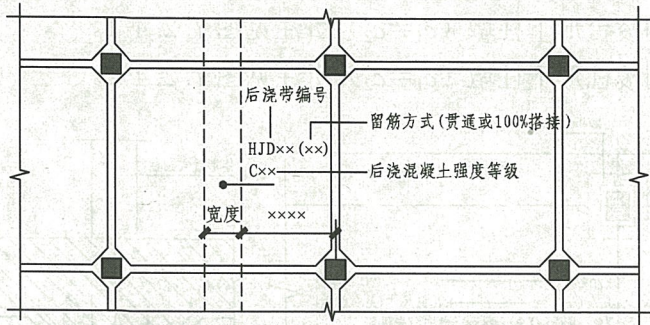 后浇带编号
留筋方式(贯通或100%搭接)
HJD××(××)
C××
后浇混凝土强度等级
宽度
××××